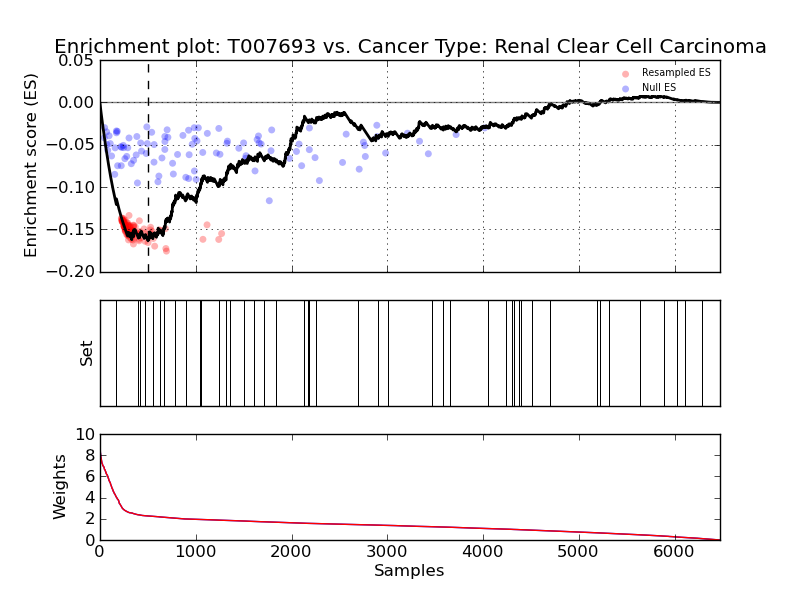 Enrichment plot: T007693 vs. Cancer Type: Renal Clear Cell Carcinoma
Enrichment score (ES)
0.05
0.00
−0.05
−0.10
−0.15
−0.20
Resampled ES
Null ES
Set
Weights
10
8
6
4
2
0
0 1000 2000 3000 4000 5000 6000
Samples